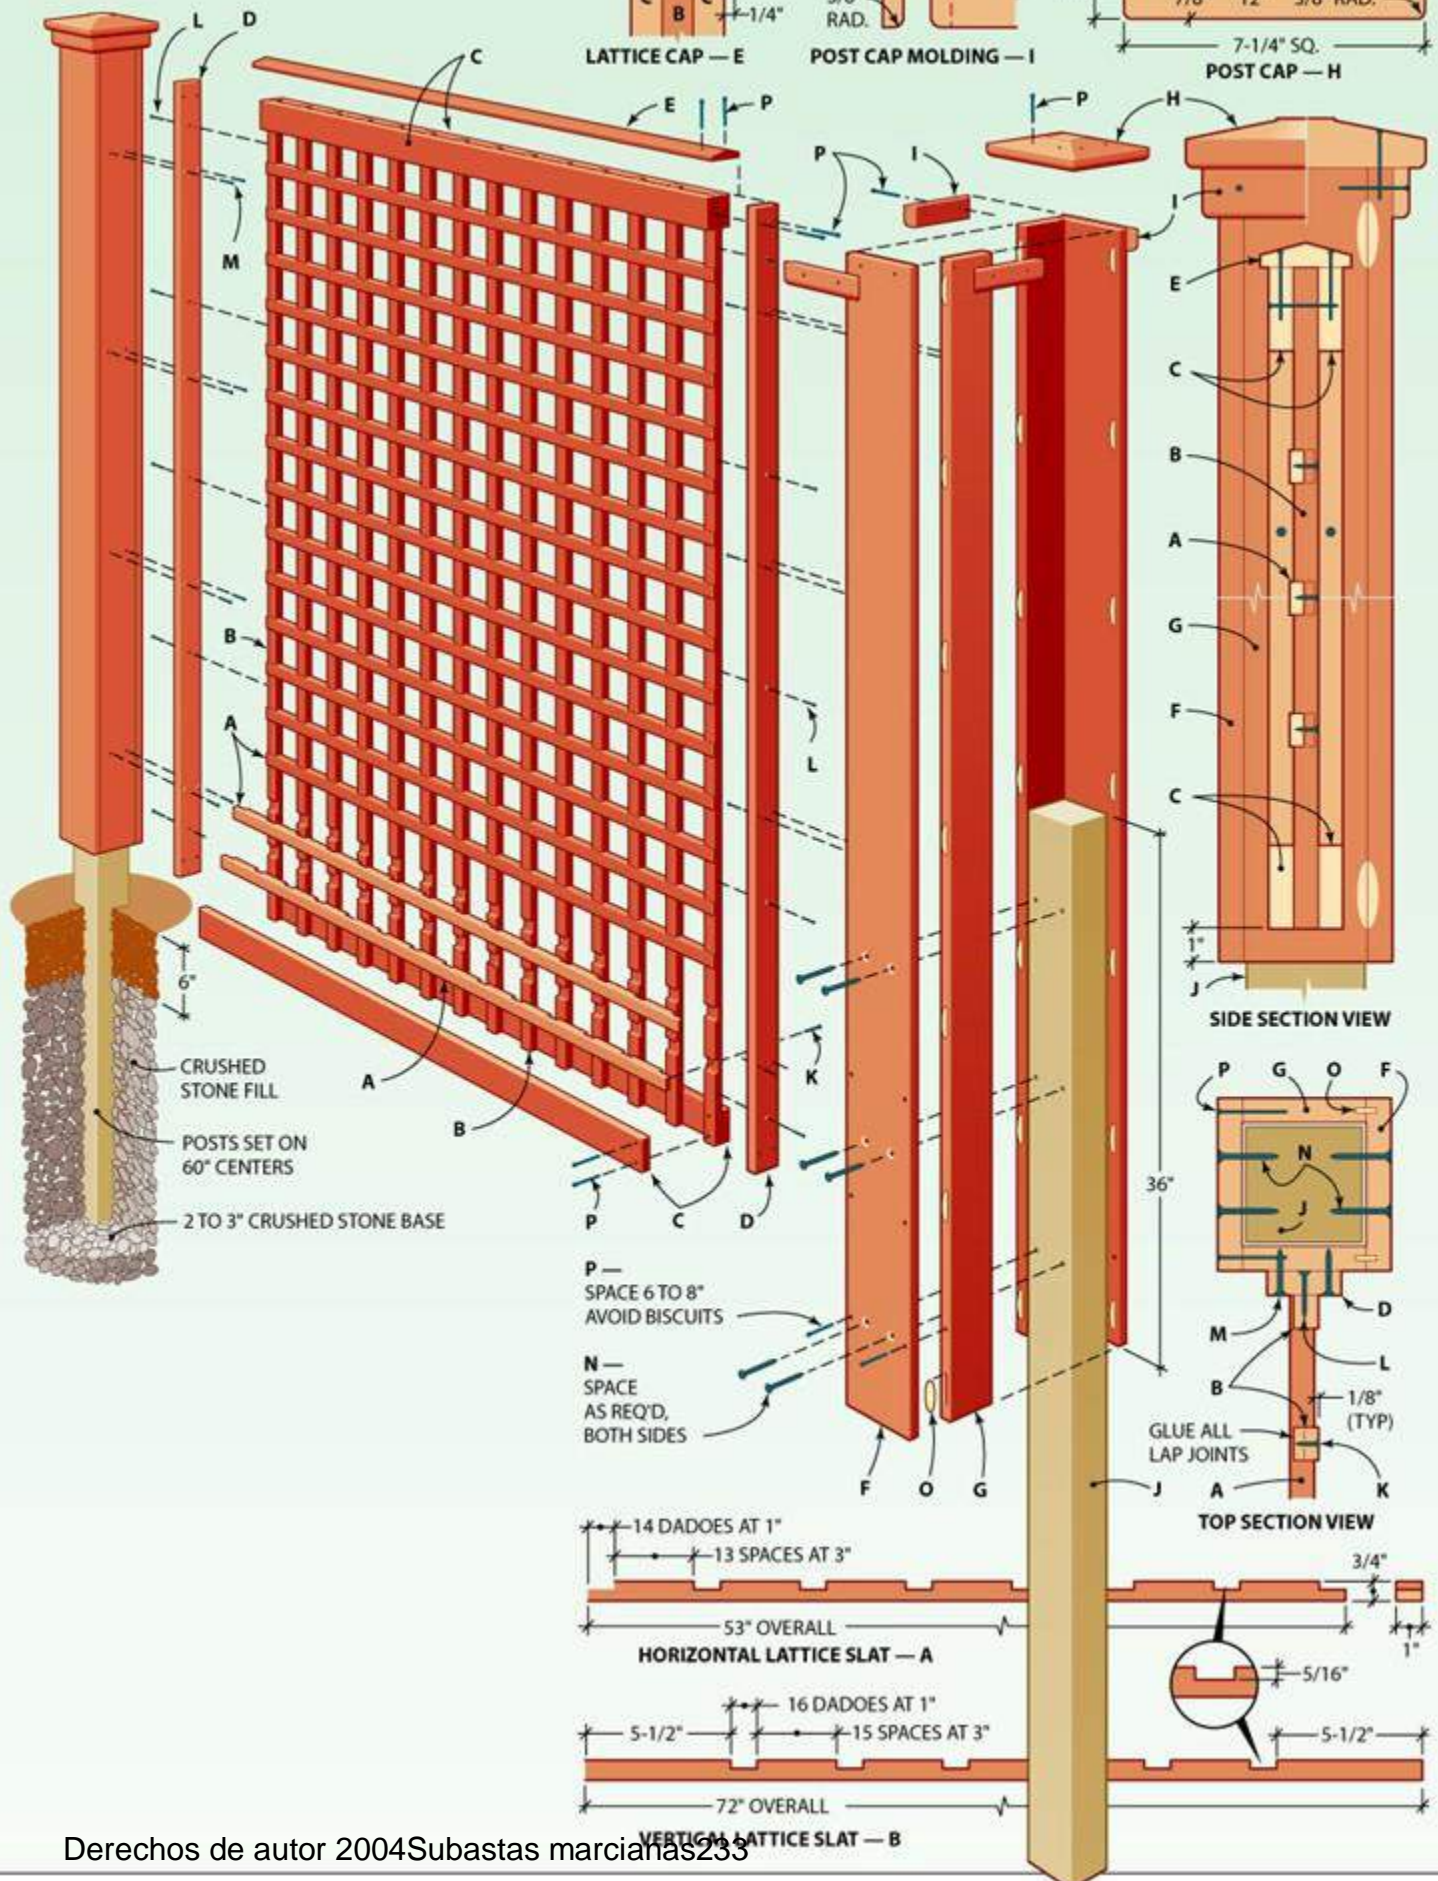 C
B
C
1/4"
LATTICE CAP — E
RAD.
POST CAP MOLDING — I
7-1/4" SQ.
POST CAP — H
L
D
C
E
P
P
H
P
I
I
M
E
C
B
A
G
F
C
1"
J
SIDE SECTION VIEW
B
A
L
6"
CRUSHED
STONE FILL
POSTS SET ON
60" CENTERS
2 TO 3" CRUSHED STONE BASE
A
B
K
P
C
D
36"
P —
SPACE 6 TO 8"
AVOID BISCUITS
N —
SPACE
AS REQ'D,
BOTH SIDES
F
O
G
J
P
G
O
F
N
J
D
M
L
B
1/8"
(TYP)
GLUE ALL
LAP JOINTS
A
K
TOP SECTION VIEW
14 DADOES AT 1"
13 SPACES AT 3"
3/4"
53" OVERALL
1"
HORIZONTAL LATTICE SLAT — A
5/16"
16 DADOES AT 1"
5-1/2"
15 SPACES AT 3"
5-1/2"
72" OVERALL
VERTICAL LATTICE SLAT — B
Derechos de autor 2004Subastas marcianas233